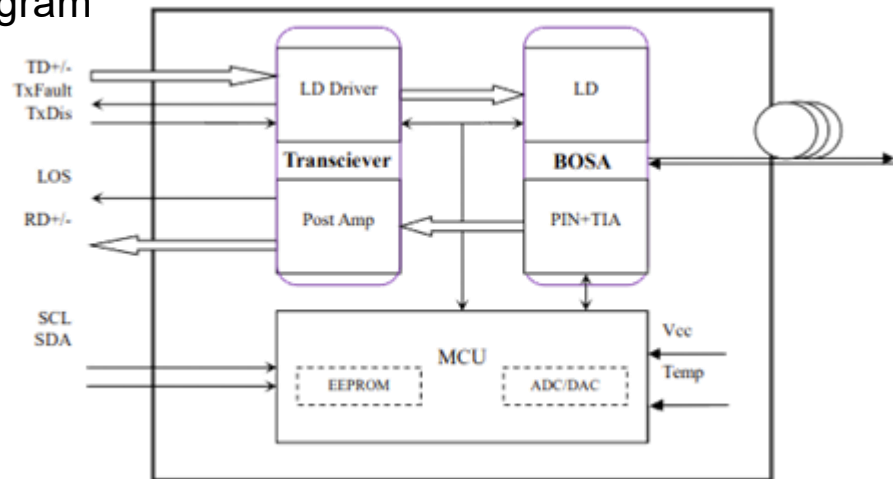 gram
TD+/-
TxFault
TxDis
LOS
RD+/-
SCL
SDA
LD Driver
Transciever
Post Amp
LD
BOSA
PIN+TIA
MCU
EEPROM
ADC/DAC
Vcc
Temp